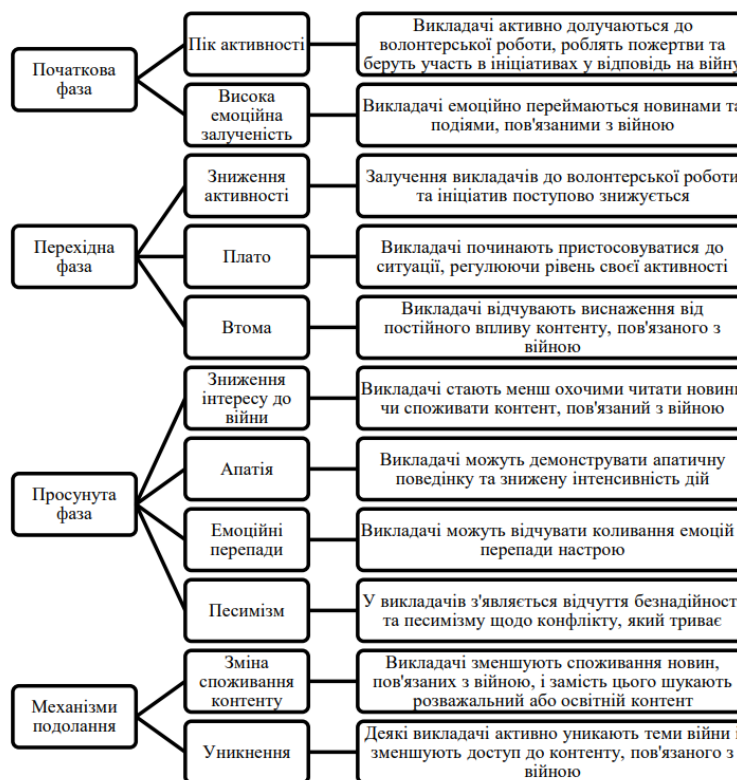 Початкова
фаза
Пік активності
Викладачі активно долучаються до
волонтерської роботи, роблять пожертви та
беруть участь в ініціативах у відповідь на війну
Висока
емоційна
залученість
Викладачі емоційно переймаються новинами та
подіями, пов'язаними з війною
Перехідна
фаза
Зниження
активності
Залучення викладачів до волонтерської роботи
та ініціатив поступово знижується
Плато
Викладачі починають пристосовуватися до
ситуації, регулюючи рівень своєї активності
Втома
Викладачі відчувають виснаження від
постійного впливу контенту, пов'язаного з
війною
Просунута
фаза
Зниження
інтересу до
війни
Викладачі стають менш охочими читати новини
чи споживати контент, пов'язаний з війною
Апатія
Викладачі можуть демонструвати апатичну
поведінку та знижену інтенсивність дій
Емоційні
перепади
Викладачі можуть відчувати коливання емоцій
перепади настрою
Песимізм
У викладачів з'являється відчуття безнадійності
та песимізму щодо конфлікту, який триває
Механізми
подолання
Зміна
споживання
контенту
Викладачі зменшують споживання новин,
пов'язаних з війною, і замість цього шукають
розважальний або освітній контент
Уникнення
Деякі викладачі активно уникають теми війни і
зменшують доступ до контенту, пов'язаного з
війною